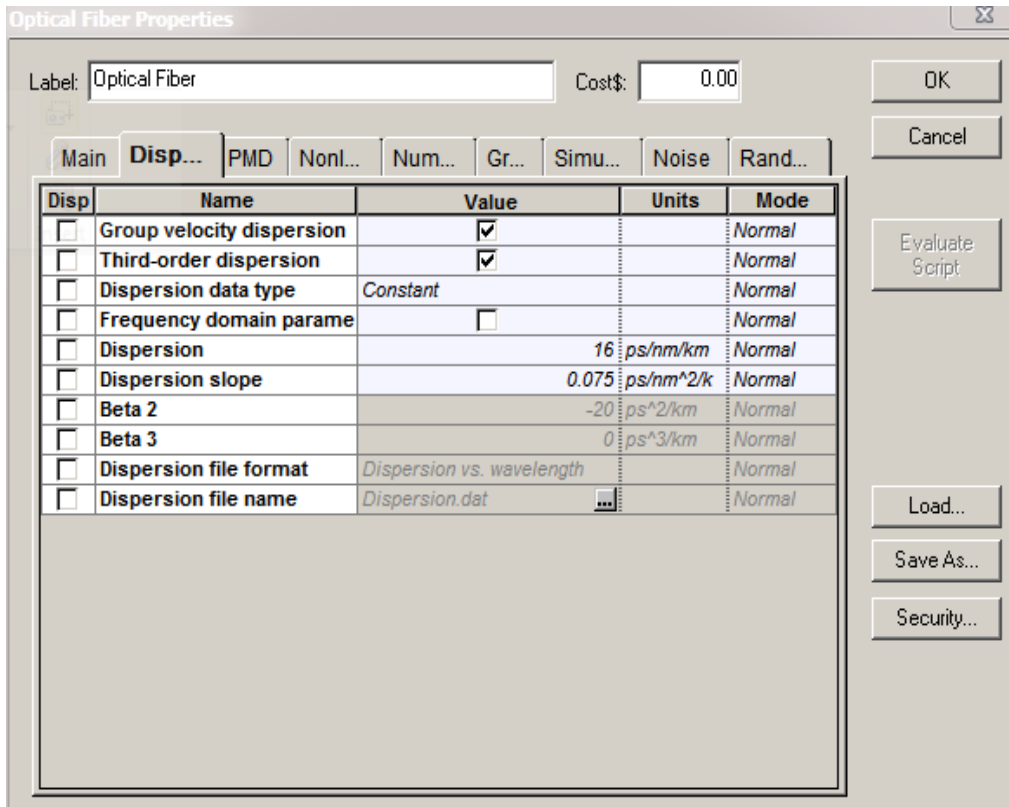 Optical Fiber Properties
Label: Optical Fiber Cost$: 0.00 OK
Cancel
Main Disp... PMD Nonl... Num... Gr... Simu... Noise Rand...
Disp Name Value Units Mode
Group velocity dispersion Normal
Third-order dispersion Normal
Evaluate Script
Dispersion data type Constant Normal
Frequency domain parame Normal
Dispersion 16 ps/nm/km Normal
Dispersion slope 0.075 ps/nm^2/k Normal
Beta 2 -20 ps^2/km Normal
Beta 3 0 ps^3/km Normal
Dispersion file format Dispersion vs. wavelength Normal
Dispersion file name Dispersion.dat ... Normal
Load...
Save As...
Security...